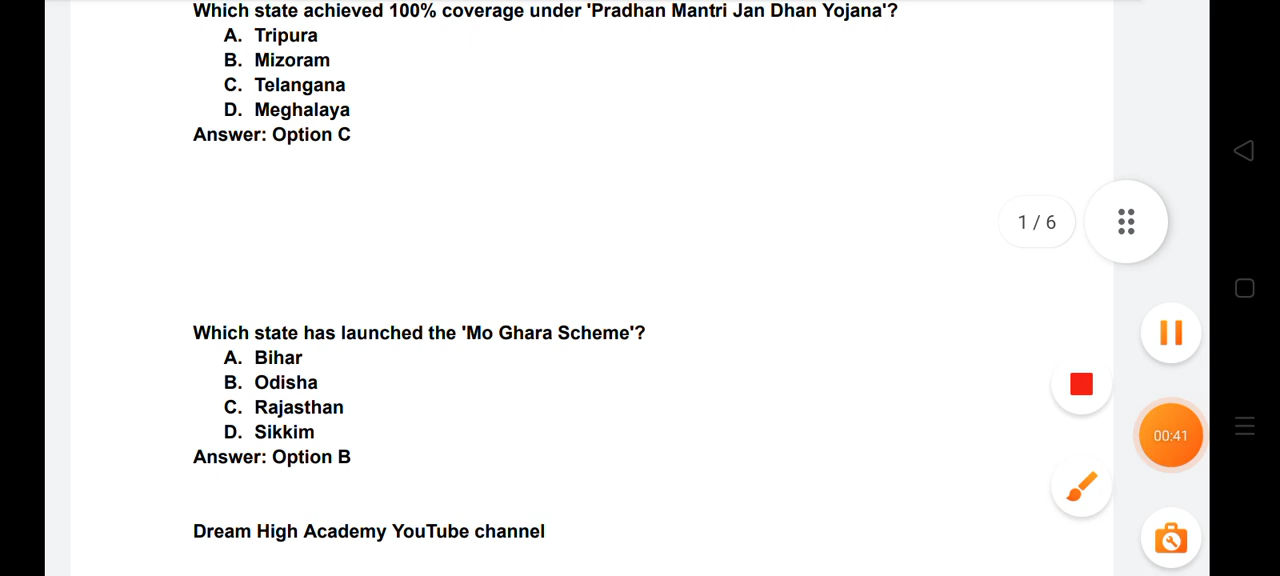 Which state achieved 100% coverage under 'Pradhan Mantri Jan Dhan Yojana'?
A. Tripura
B. Mizoram
C. Telangana
D. Meghalaya
Answer: Option C
1 / 6
Which state has launched the 'Mo Ghara Scheme'?
A. Bihar
B. Odisha
C. Rajasthan
D. Sikkim
Answer: Option B
00:41
Dream High Academy YouTube channel